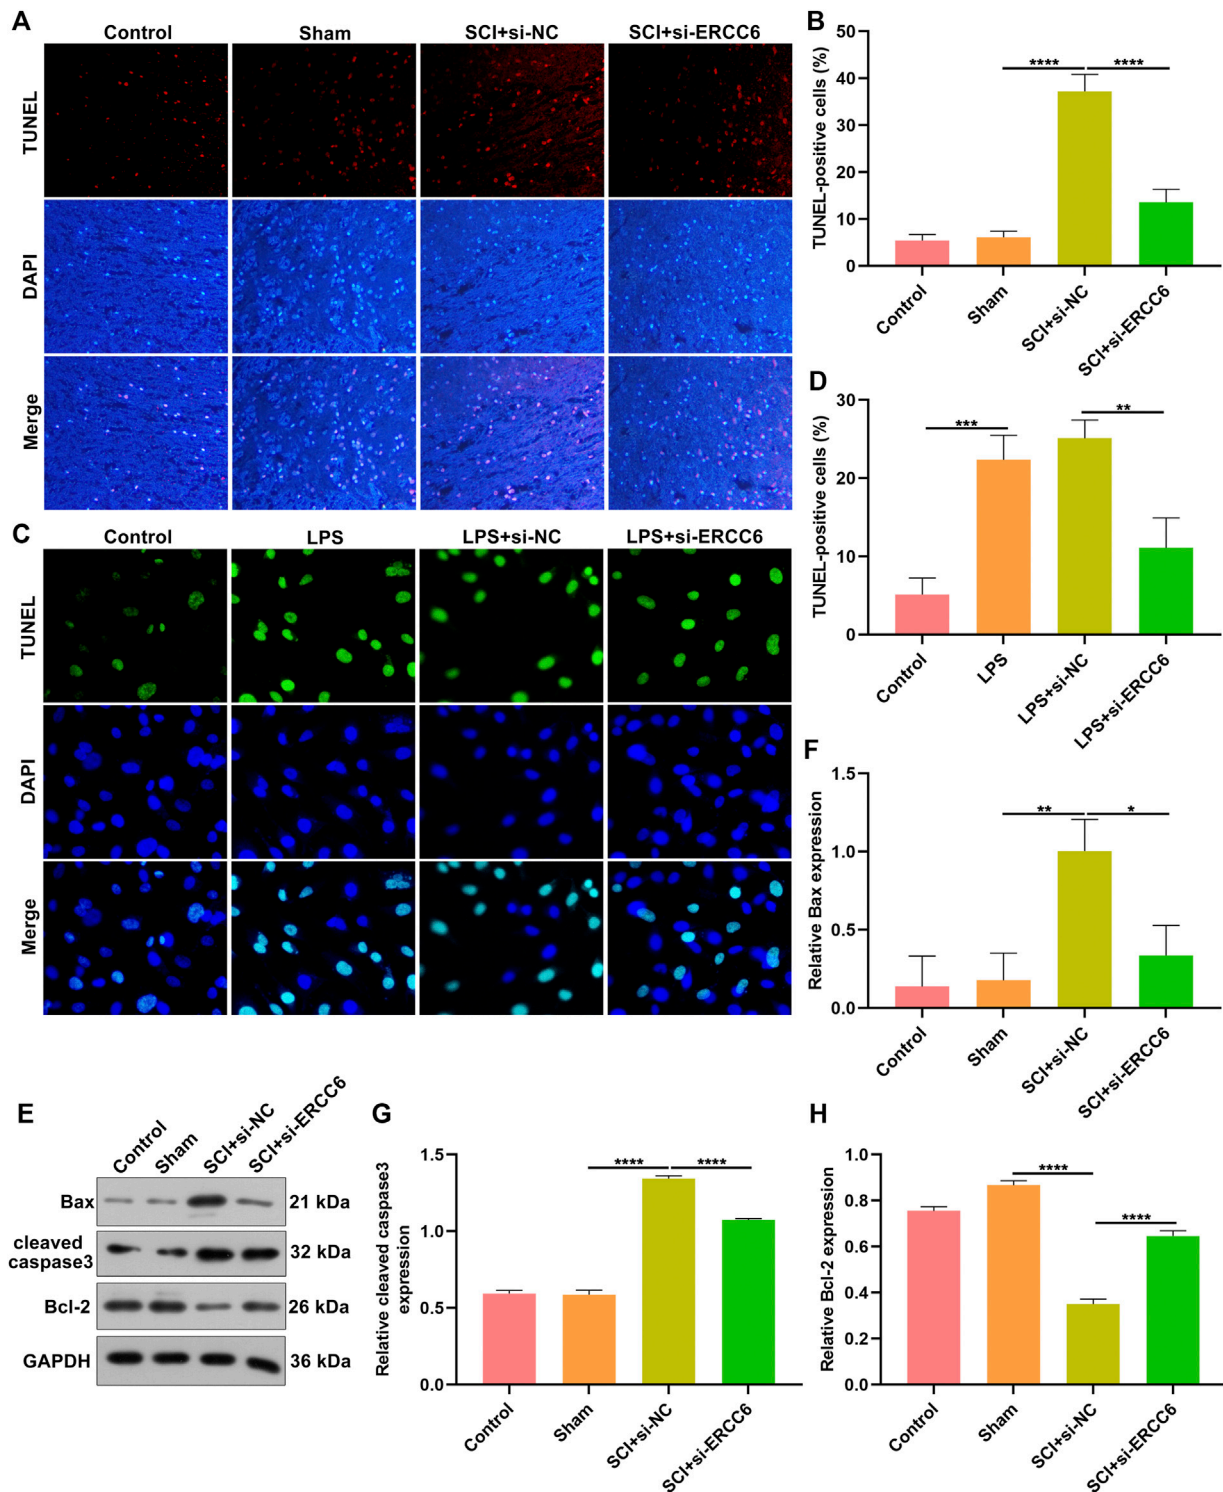 A
Control
Sham
SCI+si-NC
SCI+si-ERCC6
TUNEL
DAPI
Merge
B
TUNEL-positive cells (%)
50
40
30
20
10
0
****
****
Control
Sham
SCI+si-NC
SCI+si-ERCC6
C
Control
LPS
LPS+si-NC
LPS+si-ERCC6
TUNEL
DAPI
Merge
D
TUNEL-positive cells (%)
30
20
10
0
***
**
Control
LPS
LPS+si-NC
LPS+si-ERCC6
E
Control
Sham
SCI+si-NC
SCI+si-ERCC6
Bax
21 kDa
cleaved
caspase3
32 kDa
Bcl-2
26 kDa
GAPDH
36 kDa
F
Relative Bax expression
1.5
1.0
0.5
0.0
**
*
Control
Sham
SCI+si-NC
SCI+si-ERCC6
G
Relative cleaved caspase3
expression
1.5
1.0
0.5
0.0
****
****
Control
Sham
SCI+si-NC
SCI+si-ERCC6
H
Relative Bcl-2 expression
1.0
0.8
0.6
0.4
0.2
0.0
****
****
Control
Sham
SCI+si-NC
SCI+si-ERCC6